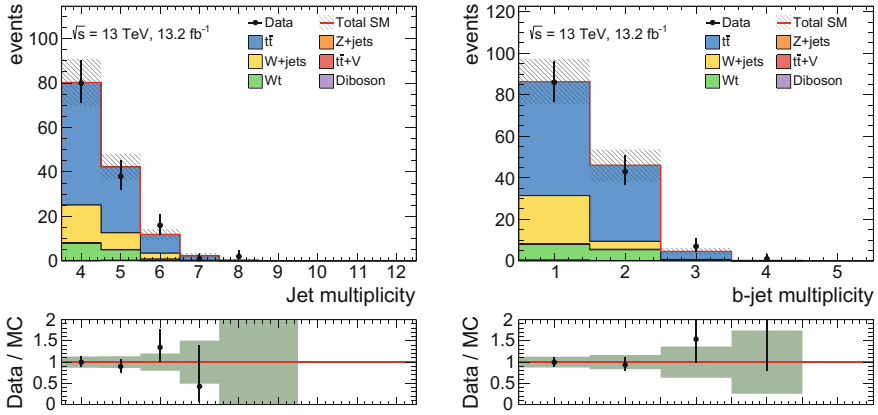 events
100
80
60
40
20
0
√s = 13 TeV, 13.2 fb⁻¹
Data
Total SM
tt̄
Z+jets
W+jets
tt̄+V
Wt
Diboson
4 5 6 7 8 9 10 11 12
Jet multiplicity
Data / MC
2
1.5
1
0.5
0
events
120
100
80
60
40
20
0
√s = 13 TeV, 13.2 fb⁻¹
Data
Total SM
tt̄
Z+jets
W+jets
tt̄+V
Wt
Diboson
1 2 3 4 5
b-jet multiplicity
Data / MC
2
1.5
1
0.5
0